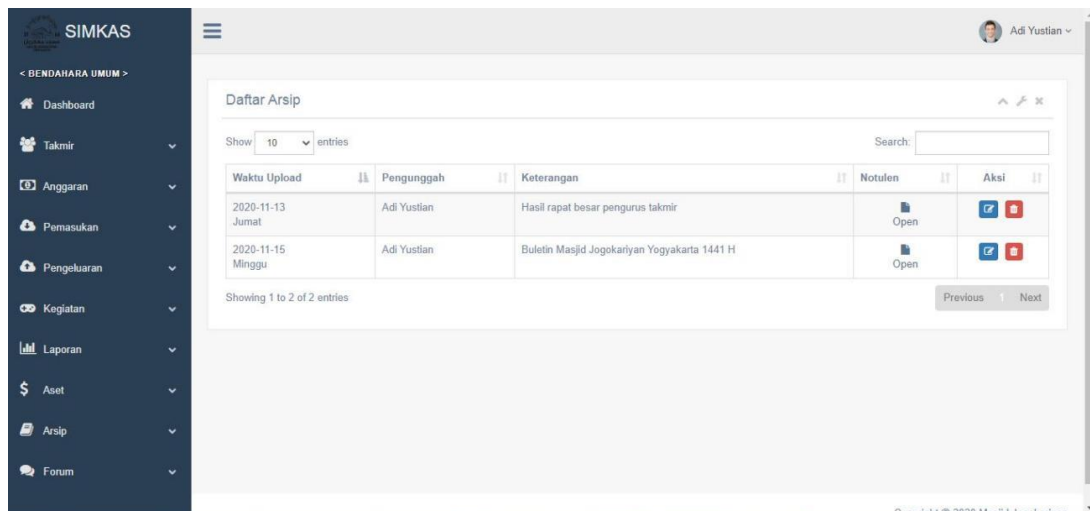 SIMKAS
Adi Yustian
< BENDAHARA UMUM >
Dashboard
Takmir
Anggaran
Pemasukan
Pengeluaran
Kegiatan
Laporan
Aset
Arsip
Forum
Daftar Arsip
Show 10 entries
Search:
Waktu Upload Pengunggah Keterangan Notulen Aksi
2020-11-13 Adi Yustian Hasil rapat besar pengurus takmir
Jumat Open
2020-11-15 Adi Yustian Buletin Masjid Jogokariyan Yogyakarta 1441 H
Minggu Open
Showing 1 to 2 of 2 entries
Previous 1 Next